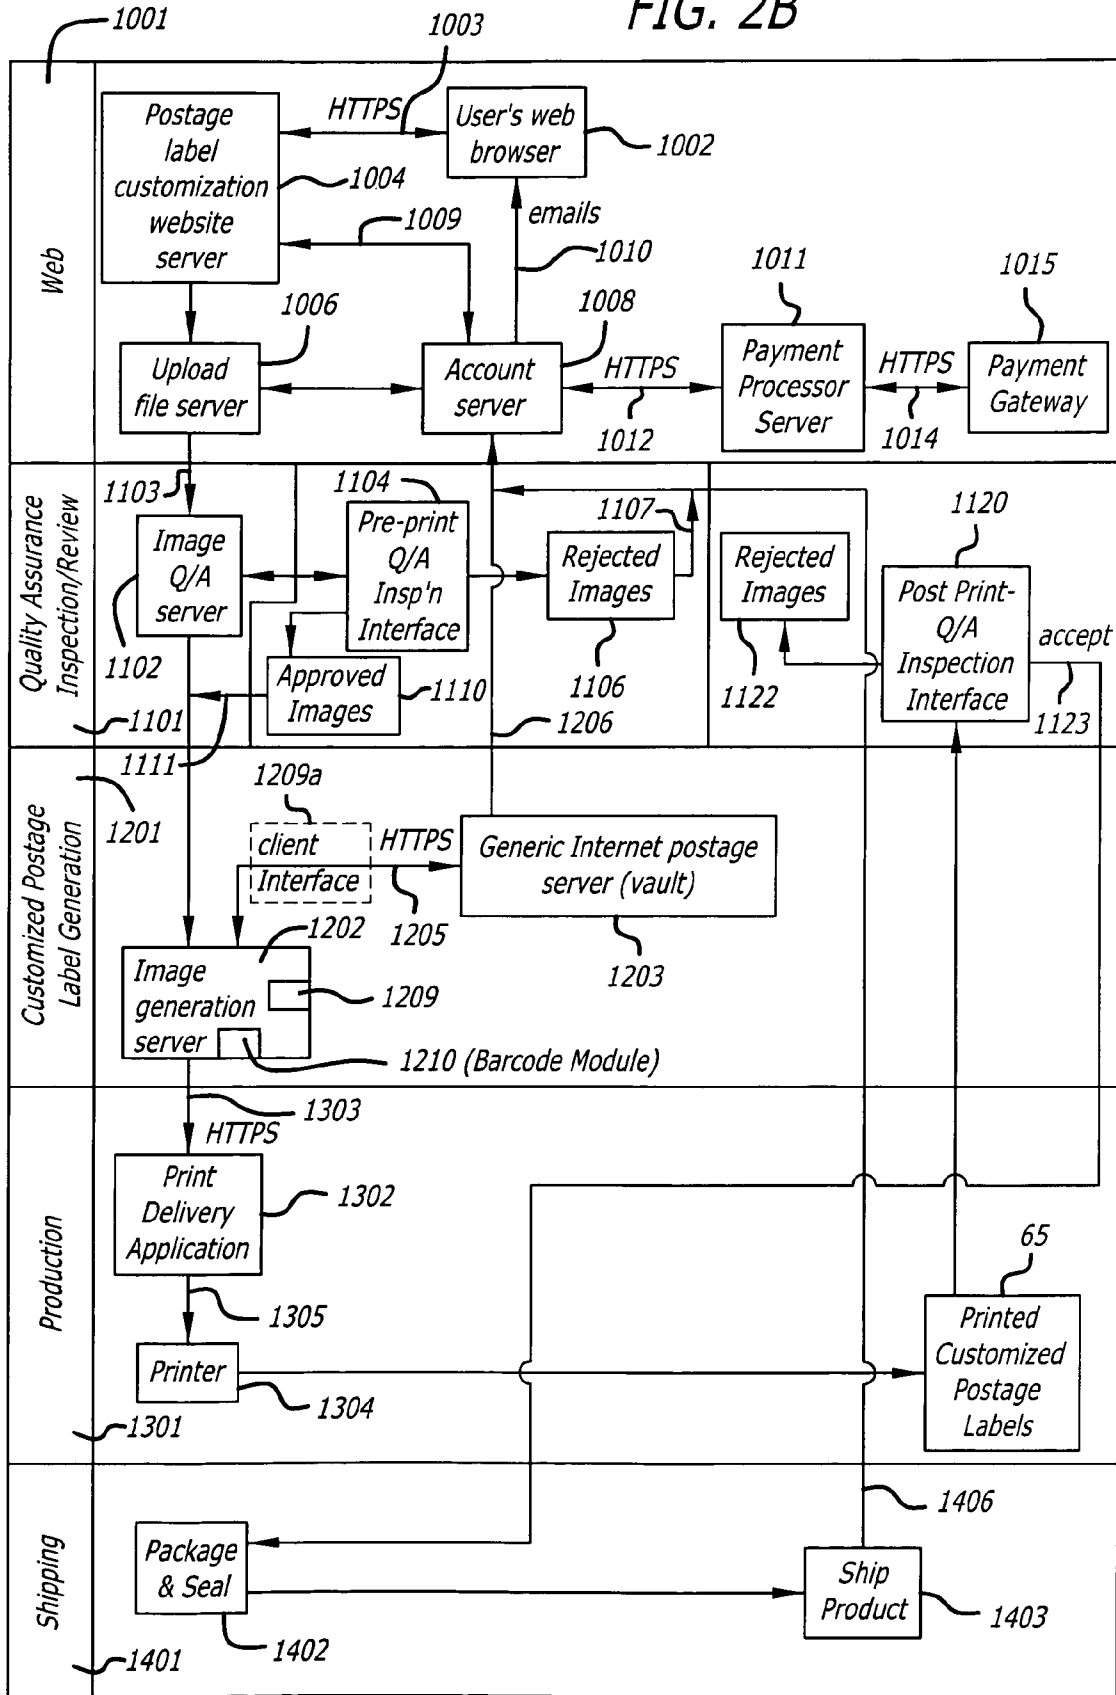 FIG. 2B
1001
1003
HTTPS
Postage
label
customization
website
server
User's web
browser
1002
1004
1009
emails
1010
Web
1006
1008
1011
1015
Upload
file server
Account
server
HTTPS
1012
Payment
Processor
Server
HTTPS
1014
Payment
Gateway
Quality Assurance
Inspection/Review
1103
1104
1107
1120
Image
Q/A
server
Pre-print
Q/A
Insp'n
Interface
Rejected
Images
Rejected
Images
Post Print-
Q/A
Inspection
Interface
accept
1102
1106
1122
1123
Approved
Images
1110
1101
1111
1206
Customized Postage
Label Generation
1201
1209a
client
Interface
HTTPS
1205
Generic Internet postage
server (vault)
1203
1202
Image
generation
server
1209
1210 (Barcode Module)
Production
1303
HTTPS
Print
Delivery
Application
1302
1305
65
Printer
1304
Printed
Customized
Postage
Labels
1301
Shipping
1406
Package
& Seal
Ship
Product
1402
1403
1401